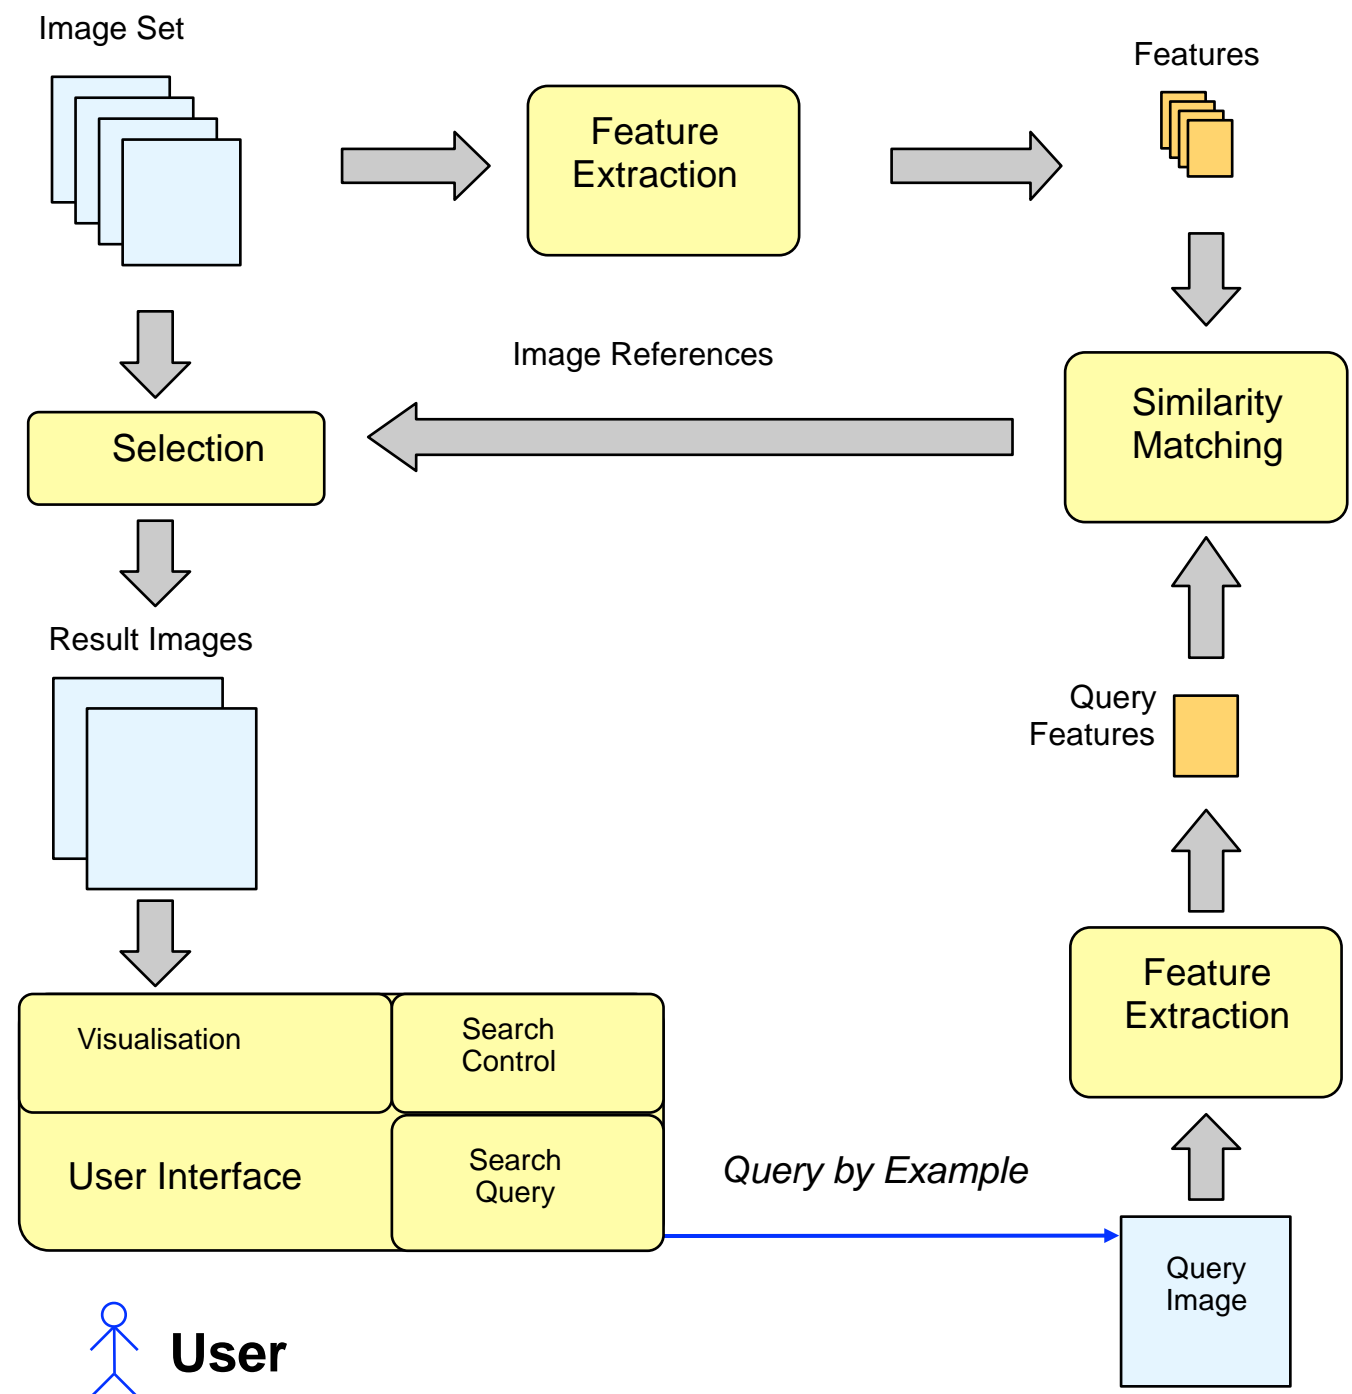 Image Set
Features
Feature
Extraction
Image References
Similarity
Matching
Selection
Result Images
Query
Features
Feature
Extraction
Visualisation
Search
Control
User Interface
Search
Query
Query by Example
Query
Image
User